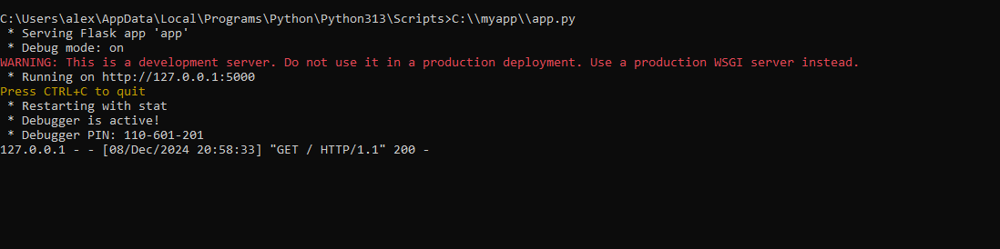 C:\Users\alex\AppData\Local\Programs\Python\Python313\Scripts>C:\\myapp\\app.py
 * Serving Flask app 'app'
 * Debug mode: on
WARNING: This is a development server. Do not use it in a production deployment. Use a production WSGI server instead.
 * Running on http://127.0.0.1:5000
Press CTRL+C to quit
 * Restarting with stat
 * Debugger is active!
 * Debugger PIN: 110-601-201
127.0.0.1 - - [08/Dec/2024 20:58:33] "GET / HTTP/1.1" 200 -